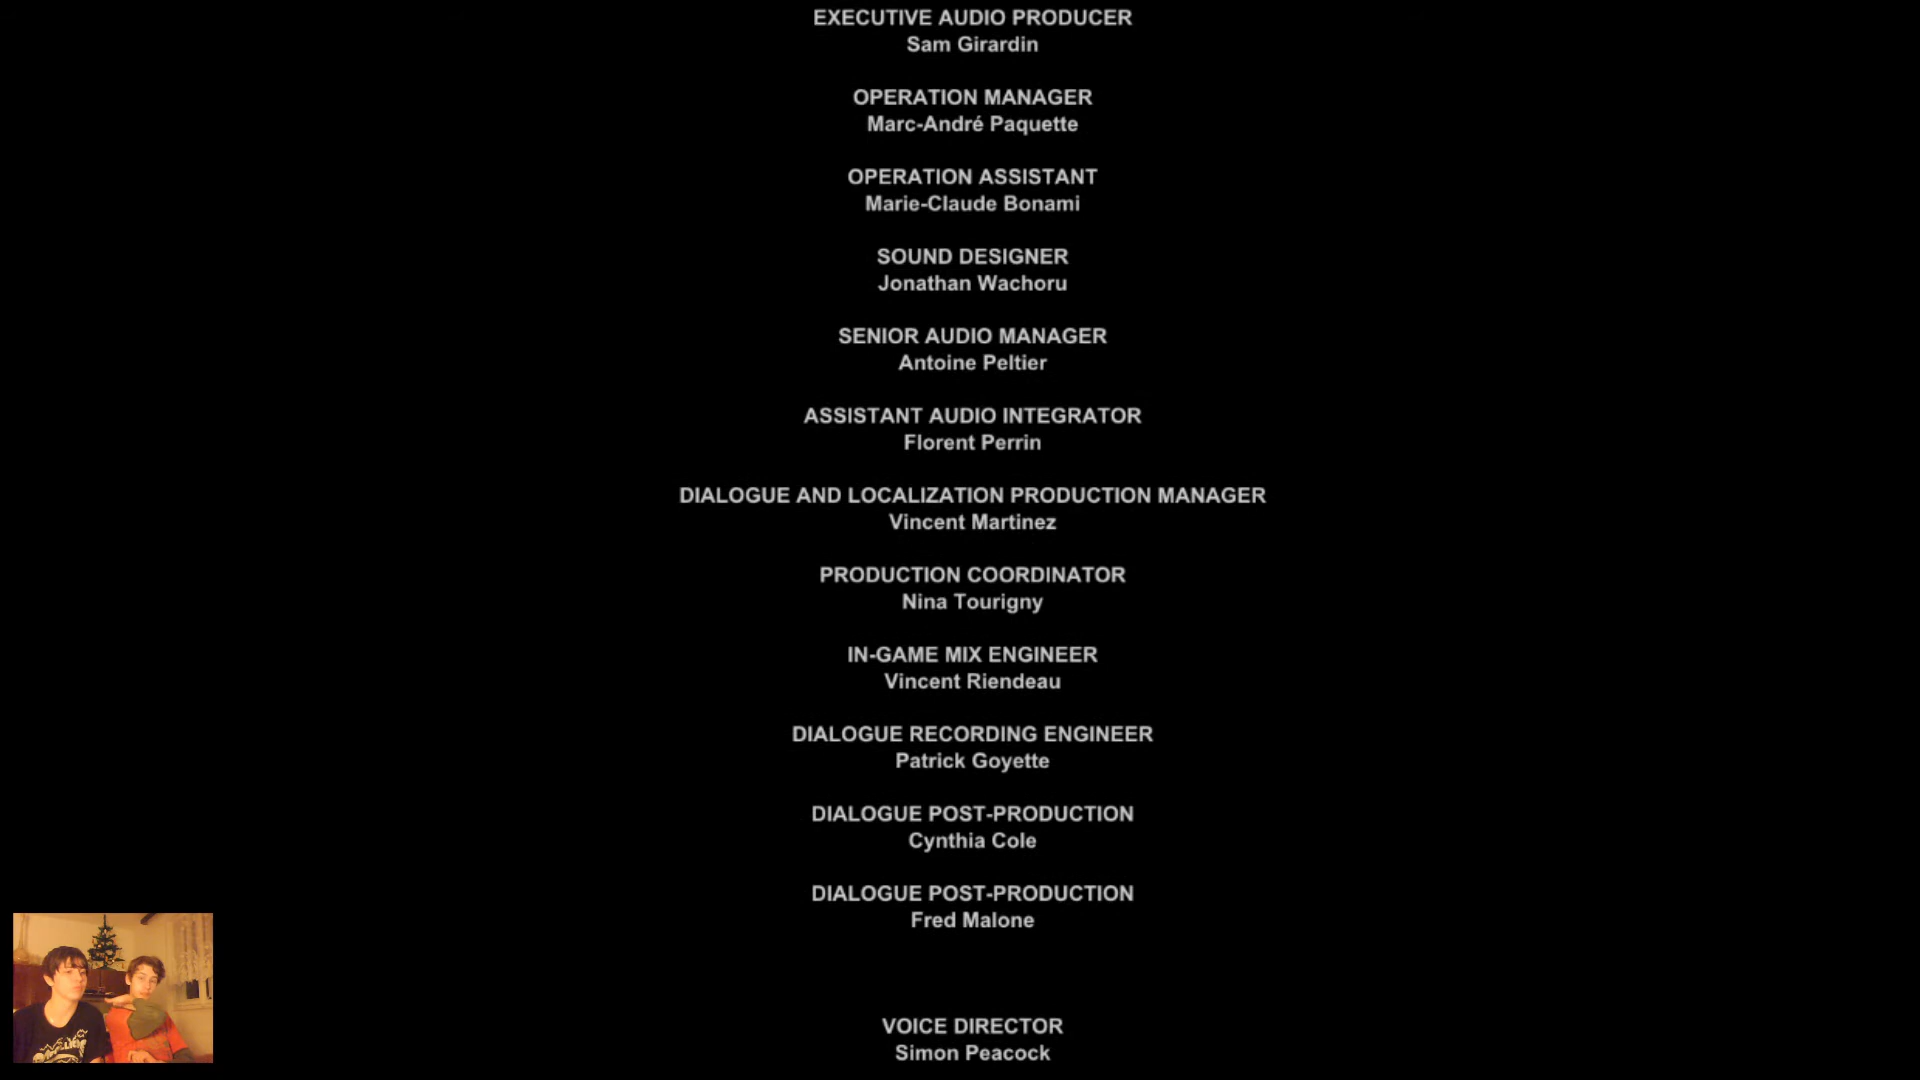 EXECUTIVE AUDIO PRODUCER
Sam Girardin
OPERATION MANAGER
Marc-André Paquette
OPERATION ASSISTANT
Marie-Claude Bonami
SOUND DESIGNER
Jonathan Wachoru
SENIOR AUDIO MANAGER
Antoine Peltier
ASSISTANT AUDIO INTEGRATOR
Florent Perrin
DIALOGUE AND LOCALIZATION PRODUCTION MANAGER
Vincent Martinez
PRODUCTION COORDINATOR
Nina Tourigny
IN-GAME MIX ENGINEER
Vincent Riendeau
DIALOGUE RECORDING ENGINEER
Patrick Goyette
DIALOGUE POST-PRODUCTION
Cynthia Cole
DIALOGUE POST-PRODUCTION
Fred Malone
VOICE DIRECTOR
Simon Peacock